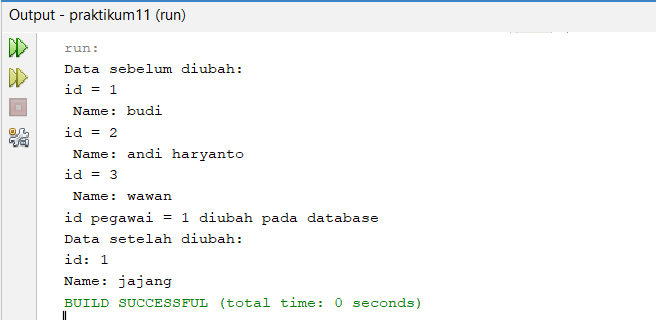 Output - praktikum11 (run)
run:
Data sebelum diubah:
id = 1
 Name: budi
id = 2
 Name: andi haryanto
id = 3
 Name: wawan
id pegawai = 1 diubah pada database
Data setelah diubah:
id: 1
Name: jajang
BUILD SUCCESSFUL (total time: 0 seconds)